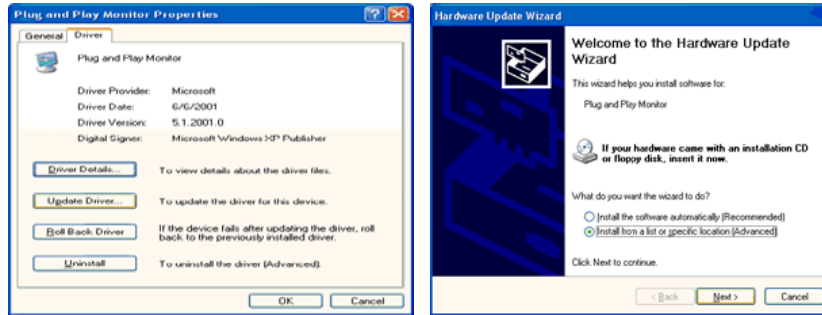 Plug and Play Monitor Properties
General
Driver
Plug and Play Monitor
Driver Provider: Microsoft
Driver Date: 6/6/2001
Driver Version: 5.1.2001.0
Digital Signer: Microsoft Windows XP Publisher
Driver Details... To view details about the driver files.
Update Driver... To update the driver for this device.
Roll Back Driver If the device fails after updating the driver, roll
back to the previously installed driver.
Uninstall To uninstall the driver (Advanced).
OK Cancel
Hardware Update Wizard
Welcome to the Hardware Update
Wizard
This wizard helps you install software for:
Plug and Play Monitor
If your hardware came with an installation CD
or floppy disk, insert it now.
What do you want the wizard to do?
Install the software automatically (Recommended)
Install from a list or specific location (Advanced)
Click Next to continue.
< Back Next > Cancel